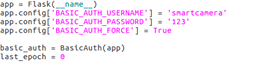 app = Flask(__name__)
app.config['BASIC_AUTH_USERNAME'] = 'smartcamera'
app.config['BASIC_AUTH_PASSWORD'] = '123'
app.config['BASIC_AUTH_FORCE'] = True
basic_auth = BasicAuth(app)
last_epoch = 0